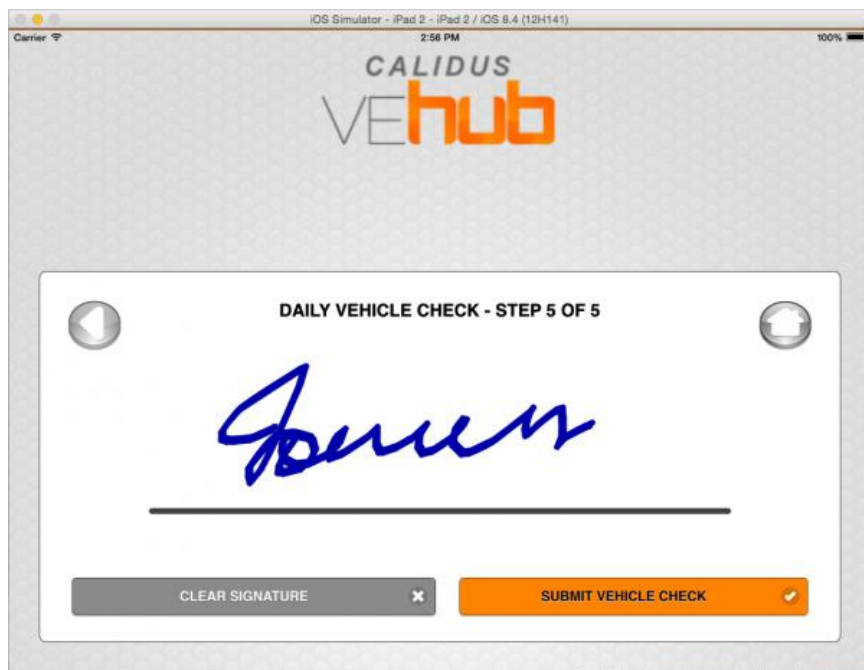 iOS Simulator - iPad 2 - iPad 2 / iOS 8.4 (12H141)
Carrier 2:56 PM 100%
CALIDUS
VEhub
DAILY VEHICLE CHECK - STEP 5 OF 5
CLEAR SIGNATURE SUBMIT VEHICLE CHECK